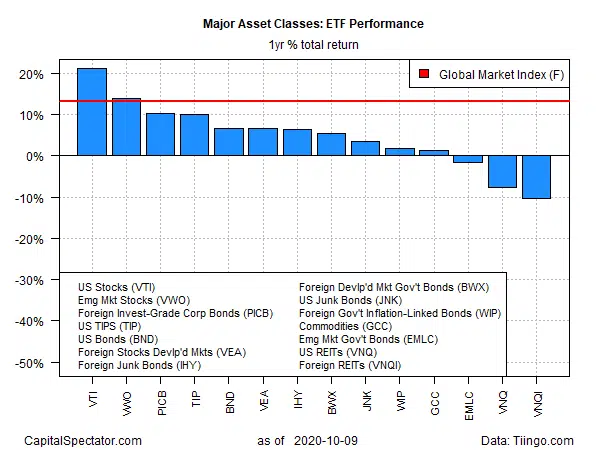 Major Asset Classes: ETF Performance
1yr % total return
Global Market Index (F)
20%
10%
0%
-10%
-20%
-30%
-40%
-50%
US Stocks (VTI)
Emg Mkt Stocks (VWO)
Foreign Invest-Grade Corp Bonds (PICB)
US TIPS (TIP)
US Bonds (BND)
Foreign Stocks Devlp'd Mkts (VEA)
Foreign Junk Bonds (IHY)
Foreign Devlp'd Mkt Gov't Bonds (BWX)
US Junk Bonds (JNK)
Foreign Gov't Inflation-Linked Bonds (WIP)
Commodities (GCC)
Emg Mkt Gov't Bonds (EMLC)
US REITs (VNQ)
Foreign REITs (VNQI)
VTI
VWO
PICB
TIP
BND
VEA
IHY
BWX
JNK
WIP
GCC
EMLC
VNQ
VNQI
CapitalSpectator.com
as of 2020-10-09
Data: Tiingo.com